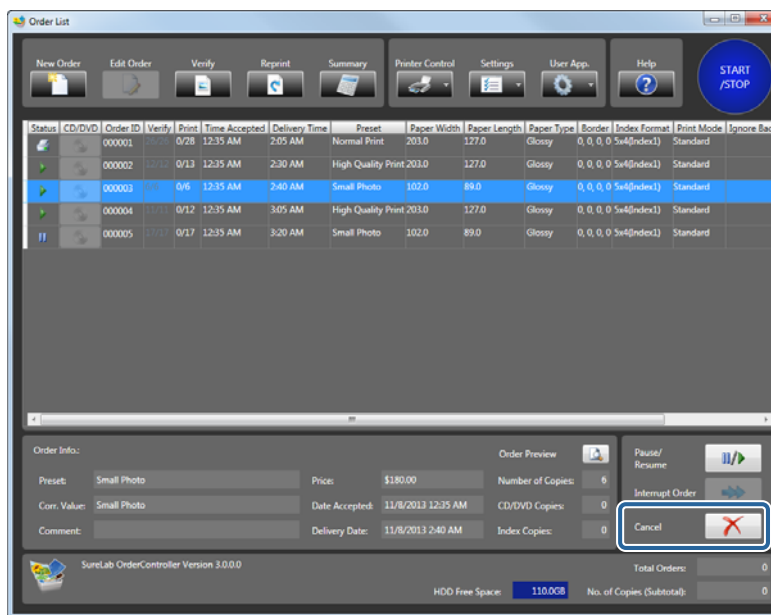 Order List
New Order Edit Order Verify Reprint Summary Printer Control Settings User App. Help START /STOP
Status CD/DVD Order ID Verify Print Time Accepted Delivery Time Preset Paper Width Paper Length Paper Type Border Index Format Print Mode Ignore Bac
000001 0/28 12:35 AM 2:05 AM Normal Print 203.0 127.0 Glossy 0, 0, 0, 0 5x4(Index1) Standard
000002 0/13 12:35 AM 2:30 AM High Quality Print 203.0 127.0 Glossy 0, 0, 0, 0 5x4(Index1) Standard
000003 0/6 12:35 AM 2:40 AM Small Photo 102.0 89.0 Glossy 0, 0, 0, 0 5x4(Index1) Standard
000004 11/11 0/12 12:35 AM 3:05 AM High Quality Print 203.0 127.0 Glossy 0, 0, 0, 0 5x4(Index1) Standard
000005 17/17 0/17 12:35 AM 3:20 AM Small Photo 102.0 89.0 Glossy 0, 0, 0, 0 5x4(Index1) Standard
Order Info.: Order Preview Pause/ Resume
Preset: Small Photo Price: $180.00 Number of Copies: 6 Interrupt Order
Corr. Value: Small Photo Date Accepted: 11/8/2013 12:35 AM CD/DVD Copies: 0
Comment: Delivery Date: 11/8/2013 2:40 AM Index Copies: 0 Cancel
SureLab OrderController Version 3.0.0.0 Total Orders: 0
HDD Free Space: 110.0GB No. of Copies (Subtotal): 0